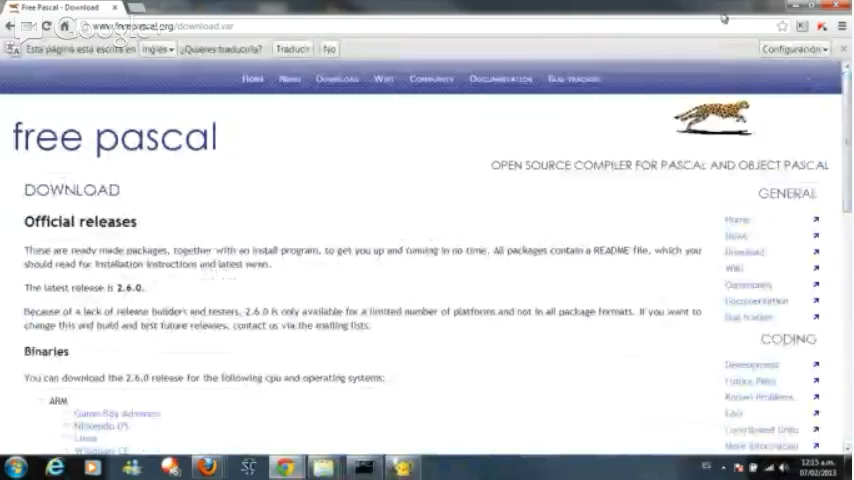 Free Pascal - Download
www.freepascal.org/download.var
Google+
Esta página está escrita en inglés ¿Quieres traducirla? Traducir No Configuración
Home News Download Wiki Community Documentation Bug tracker
free pascal
OPEN SOURCE COMPILER FOR PASCAL AND OBJECT PASCAL
DOWNLOAD
GENERAL
Official releases
Home
These are ready made packages, together with an install program, to get you up and running in no time. All packages contain a README file, which you
News
should read for installation instructions and latest news.
Download
Wiki
The latest release is 2.6.0.
Community
Documentation
Because of a lack of release builders and testers, 2.6.0 is only available for a limited number of platforms and not in all package formats. If you want to
Bug tracker
change this and build and test future releases, contact us via the mailing lists.
CODING
Binaries
Development
You can download the 2.6.0 release for the following cpu and operating systems:
Future Plans
Known Problems
ARM
FAQ
Game Boy Advance
Nintendo DS
Contributed Units
Linux
More information
Windows CE
ES
12:15 a.m.
07/02/2013